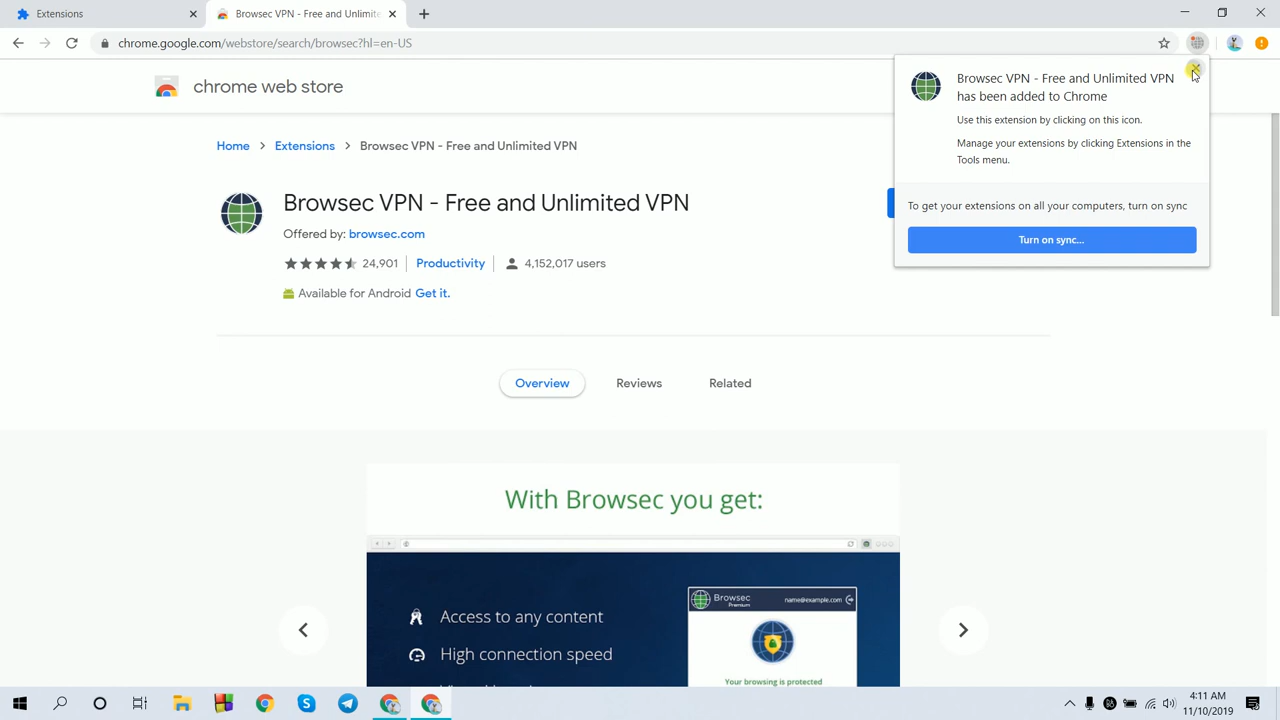 Extensions
Browsec VPN - Free and Unlimite
chrome.google.com/webstore/search/browsec?hl=en-US
Browsec VPN - Free and Unlimited VPN
has been added to Chrome
Use this extension by clicking on this icon.
Manage your extensions by clicking Extensions in the
Tools menu.
To get your extensions on all your computers, turn on sync
Turn on sync...
chrome web store
Home
Extensions
Browsec VPN - Free and Unlimited VPN
Browsec VPN - Free and Unlimited VPN
Offered by: browsec.com
24,901
Productivity
4,152,017 users
Available for Android Get it.
Overview
Reviews
Related
With Browsec you get:
Access to any content
High connection speed
Browsec
Premium
name@example.com
Your browsing is protected
4:11 AM
11/10/2019